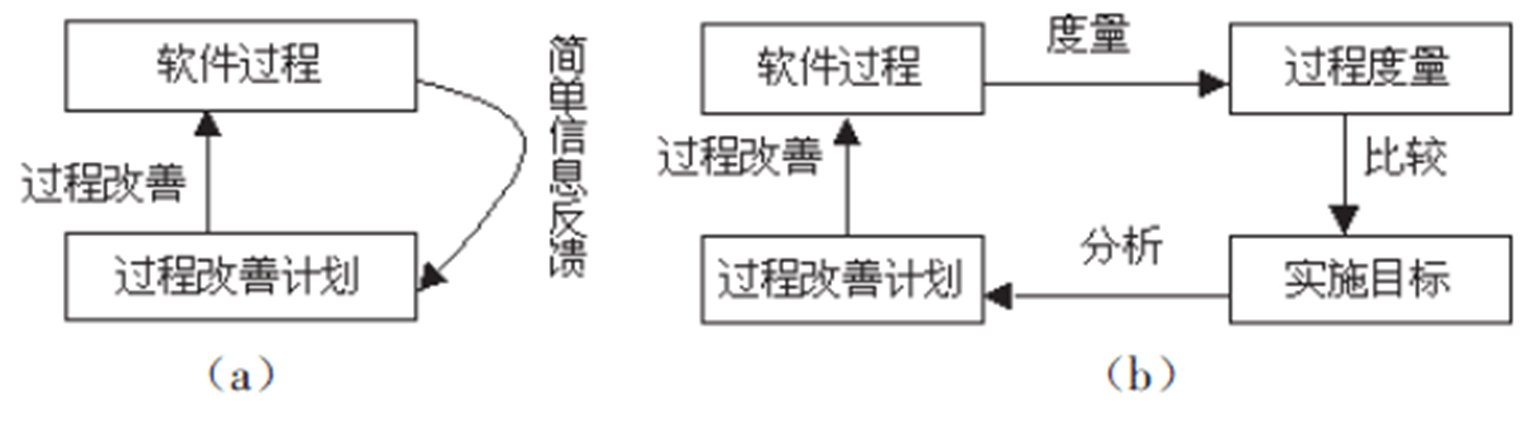 软件过程
简单信息反馈
过程改善
过程改善计划
(a)
软件过程
度量
过程度量
过程改善
比较
分析
过程改善计划
实施目标
(b)